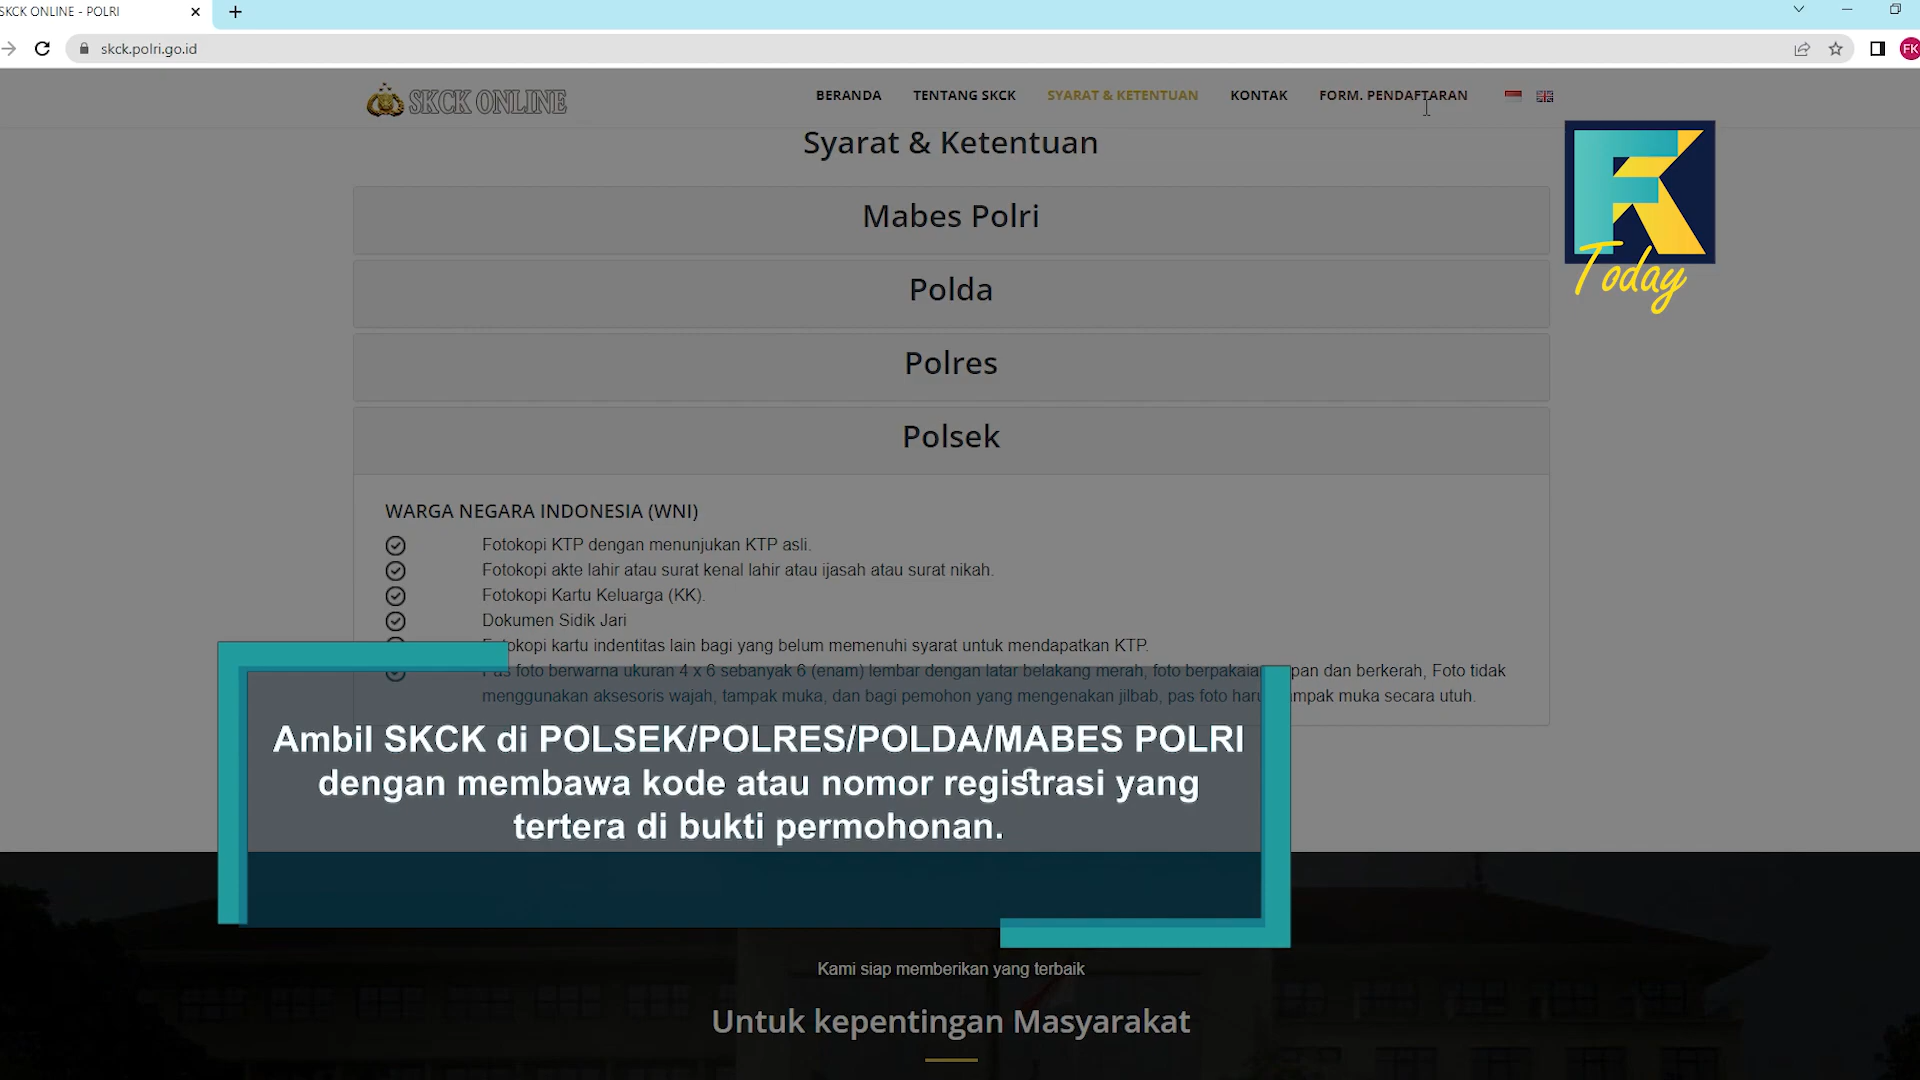 SKCK ONLINE - POLRI
skck.polri.go.id
FK
SKCK ONLINE
BERANDA
TENTANG SKCK
SYARAT & KETENTUAN
KONTAK
FORM. PENDAFTARAN
Syarat & Ketentuan
FK
Today
Mabes Polri
Polda
Polres
Polsek
WARGA NEGARA INDONESIA (WNI)
Fotokopi KTP dengan menunjukan KTP asli.
Fotokopi akte lahir atau surat kenal lahir atau ijasah atau surat nikah.
Fotokopi Kartu Keluarga (KK).
Dokumen Sidik Jari
Fotokopi kartu indentitas lain bagi yang belum memenuhi syarat untuk mendapatkan KTP.
foto berwarna ukuran 4 x 6 sebanyak 6 (enam) lembar dengan latar belakang merah, foto dan berkerah, Foto tidak
menggunakan aksesoris wajah, tampak muka, dan bagi pemohon yang mengenakan jilbab, pas foto muka secara utuh.
Ambil SKCK di POLSEK/POLRES/POLDA/MABES POLRI
dengan membawa kode atau nomor registrasi yang
tertera di bukti permohonan.
Kami siap memberikan yang terbaik
Untuk kepentingan Masyarakat